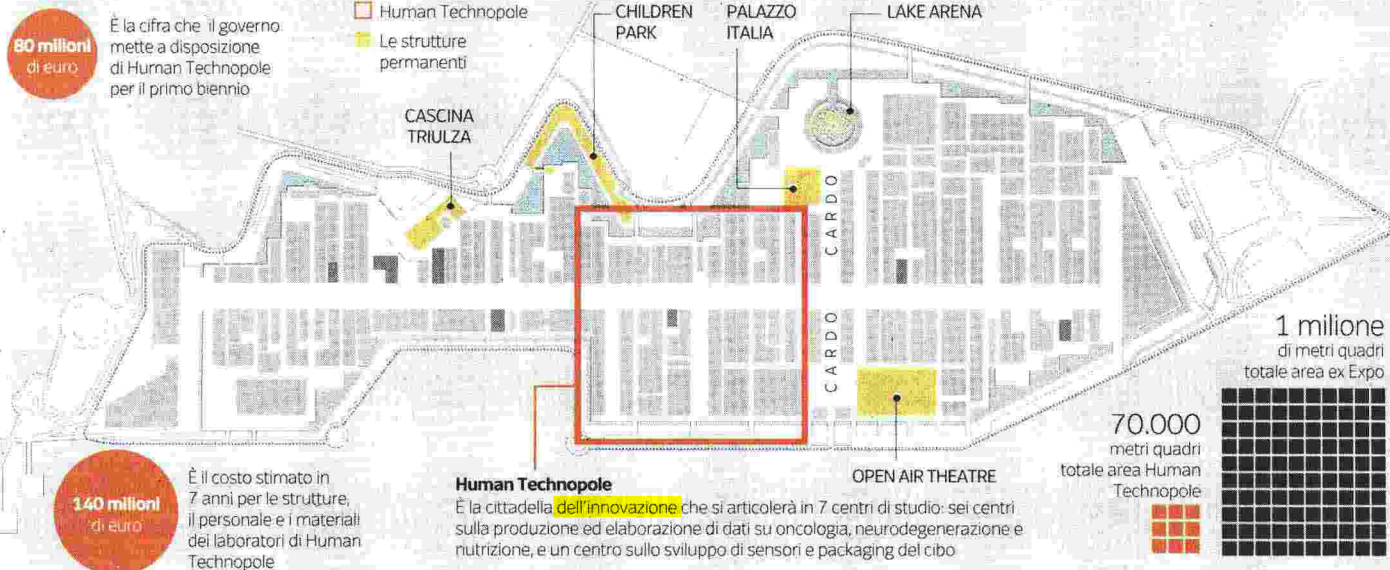 80 milioni
di euro
È la cifra che il governo
mette a disposizione
di Human Technopole
per il primo biennio
Human Technopole
Le strutture
permanenti
CHILDREN
PARK
PALAZZO
ITALIA
LAKE ARENA
CASCINA
TRIULZA
CARDO
CARDO
1 milione
di metri quadri
totale area ex Expo
70.000
metri quadri
totale area Human
Technopole
OPEN AIR THEATRE
140 milioni
di euro
È il costo stimato in
7 anni per le strutture,
il personale e i materiali
dei laboratori di Human
Technopole
Human Technopole
È la cittadella dell'innovazione che si articolerà in 7 centri di studio: sei centri
sulla produzione ed elaborazione di dati su oncologia, neurodegenerazione e
nutrizione, e un centro sullo sviluppo di sensori e packaging del cibo